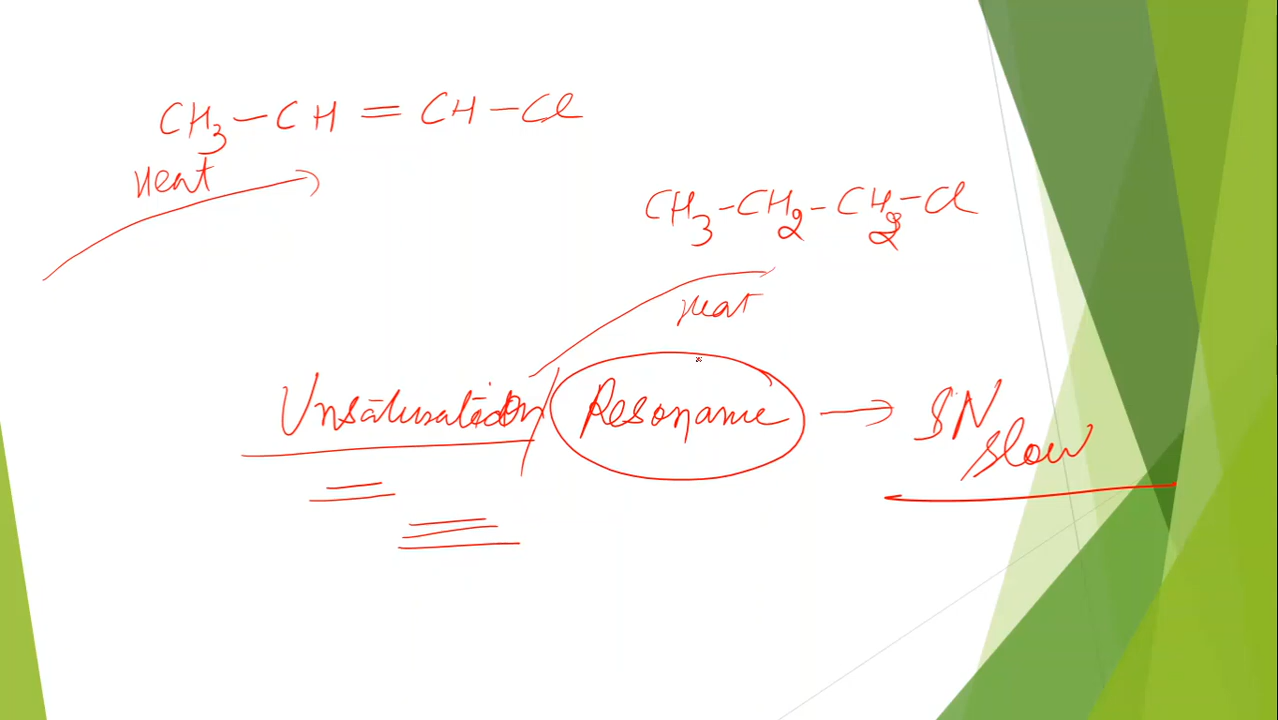 CH3-CH=CH-Cl
Heat
CH3-CH2-CH2-Cl
Heat
Unsaturation/ Resonance → SN
slow